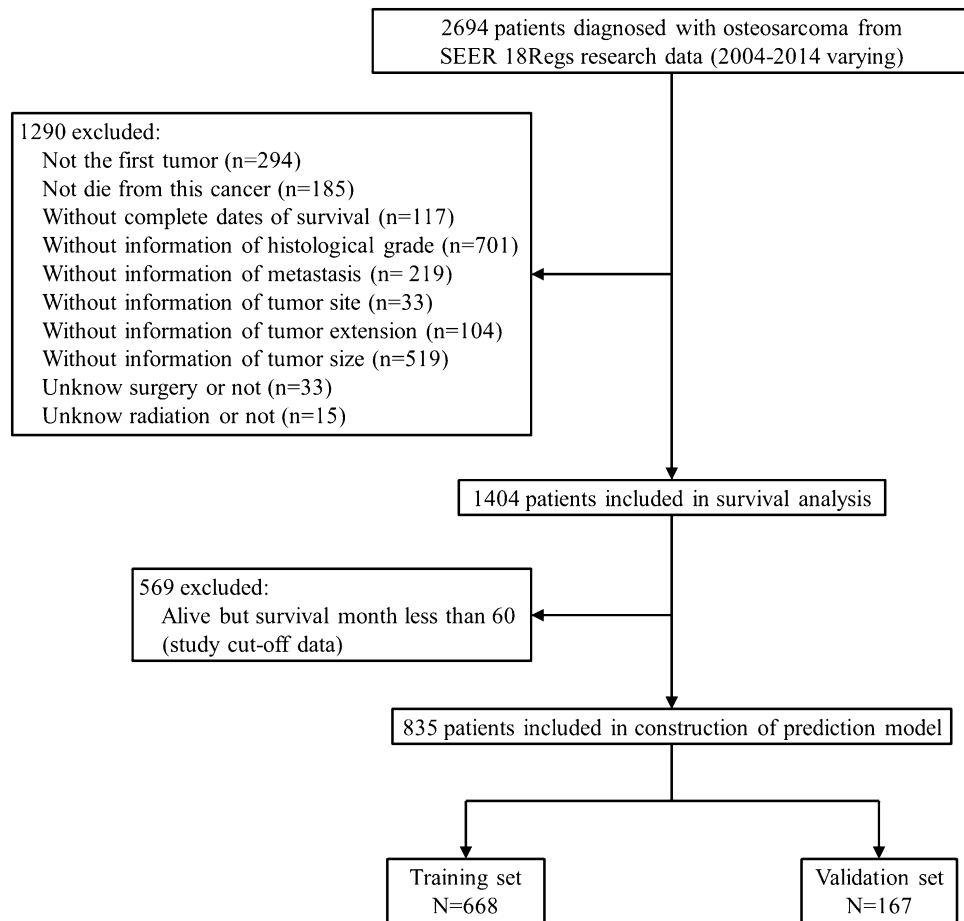 2694 patients diagnosed with osteosarcoma from
SEER 18Regs research data (2004-2014 varying)
1290 excluded:
Not the first tumor (n=294)
Not die from this cancer (n=185)
Without complete dates of survival (n=117)
Without information of histological grade (n=701)
Without information of metastasis (n= 219)
Without information of tumor site (n=33)
Without information of tumor extension (n=104)
Without information of tumor size (n=519)
Unknow surgery or not (n=33)
Unknow radiation or not (n=15)
1404 patients included in survival analysis
569 excluded:
Alive but survival month less than 60
(study cut-off data)
835 patients included in construction of prediction model
Training set
N=668
Validation set
N=167